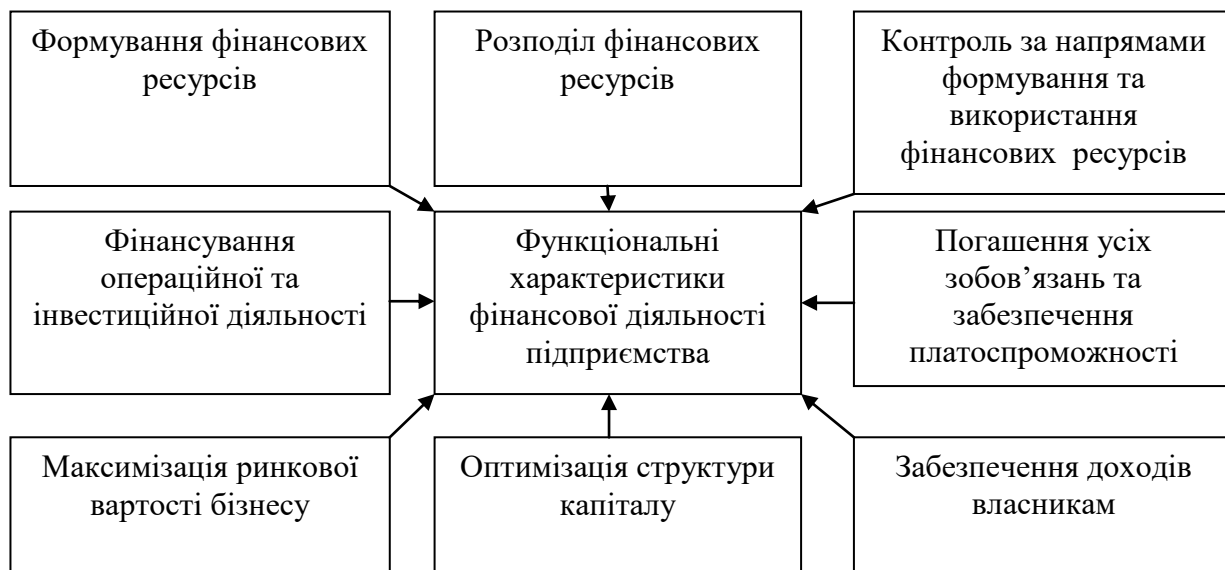 Формування фінансових
ресурсів
Розподіл фінансових
ресурсів
Контроль за напрямами
формування та
використання
фінансових  ресурсів
Фінансування
операційної та
інвестиційної діяльності
Функціональні
характеристики
фінансової діяльності
підприємства
Погашення усіх
зобов’язань та
забезпечення
платоспроможності
Максимізація ринкової
вартості бізнесу
Оптимізація структури
капіталу
Забезпечення доходів
власникам